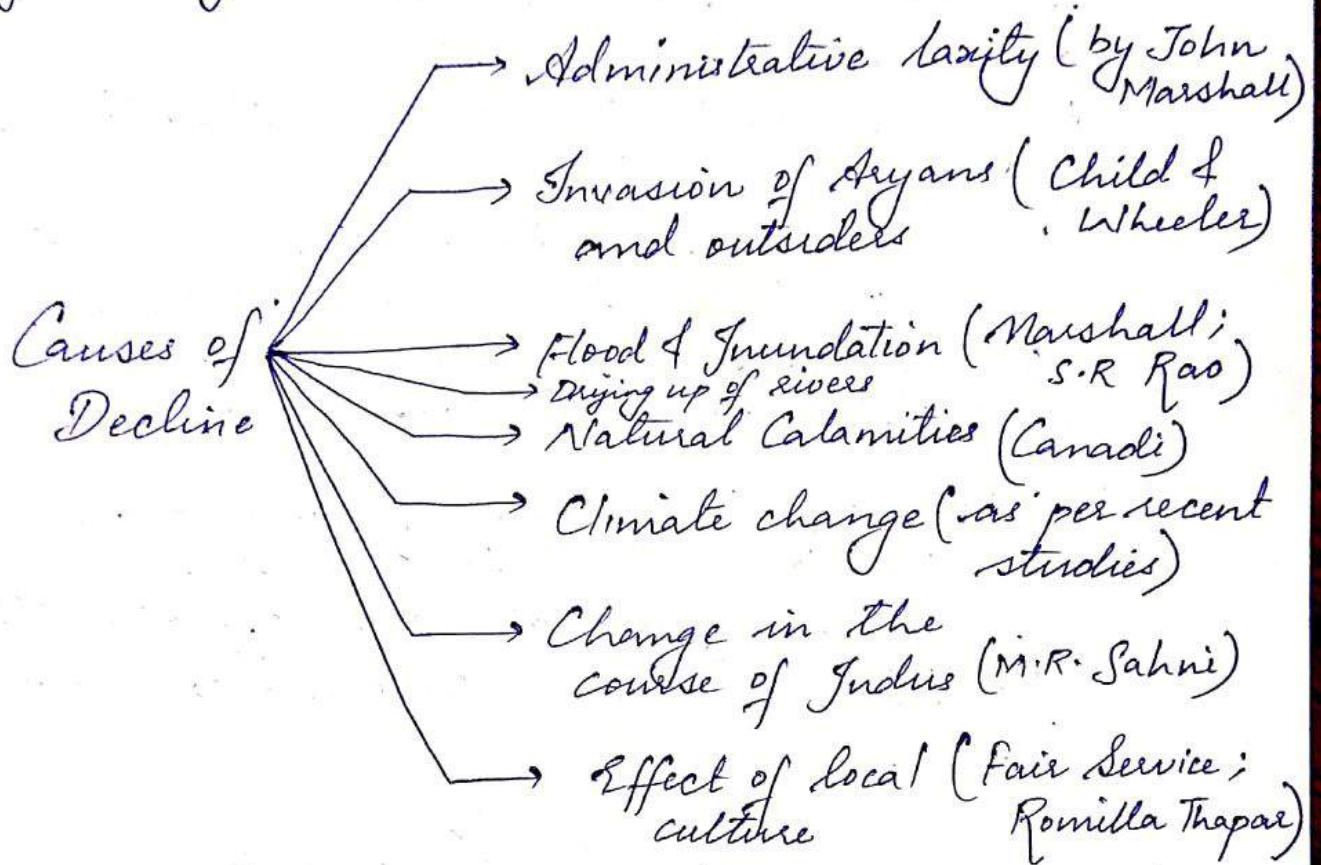 Administrative laxity (by John
Marshall)
Invasion of Aryans (Child &
and outsiders Wheeler)
Causes of
Decline
Flood & Inundation (Marshall;
S.R Rao)
Drying up of rivers
Natural Calamities (Canadi)
Climate change (as per recent
studies)
Change in the
course of Indus (M.R. Sahni)
Effect of local (Fair Service;
culture Romilla Thapar)